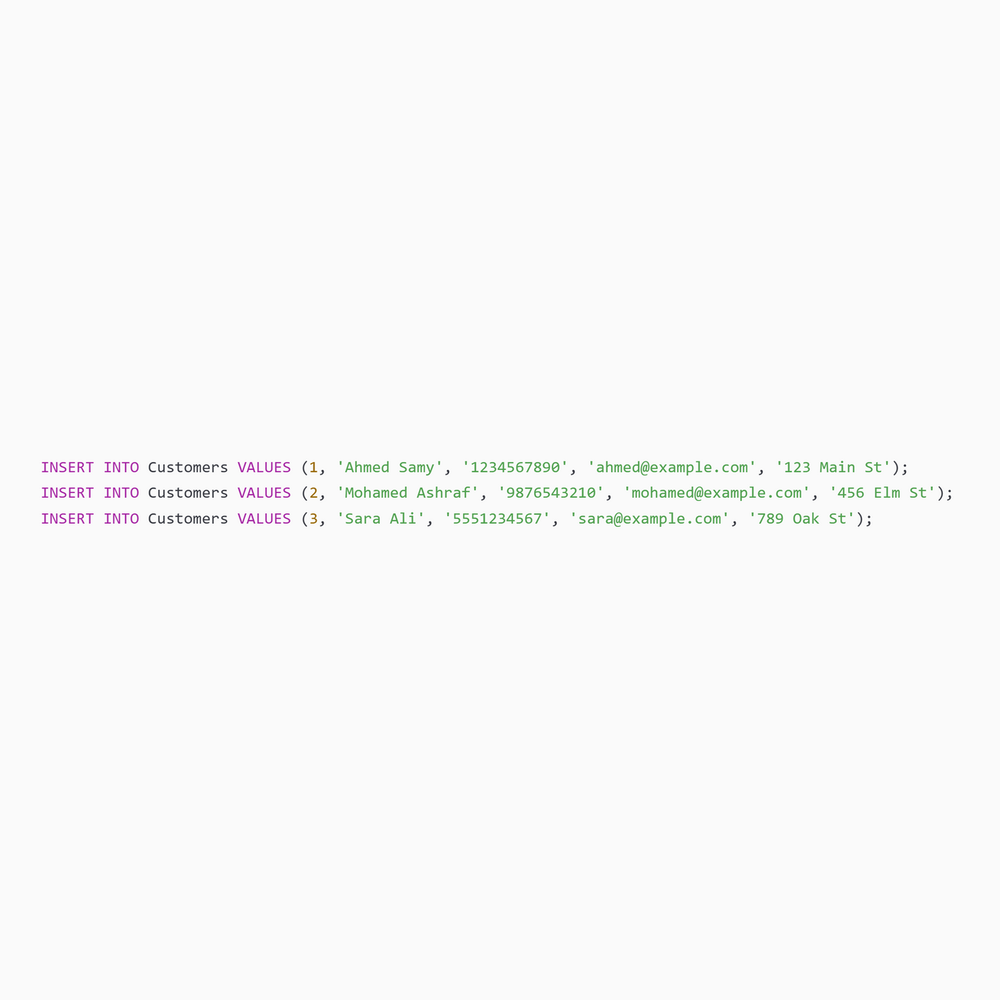 INSERT INTO Customers VALUES (1, 'Ahmed Samy', '1234567890', 'ahmed@example.com', '123 Main St');
INSERT INTO Customers VALUES (2, 'Mohamed Ashraf', '9876543210', 'mohamed@example.com', '456 Elm St');
INSERT INTO Customers VALUES (3, 'Sara Ali', '5551234567', 'sara@example.com', '789 Oak St');